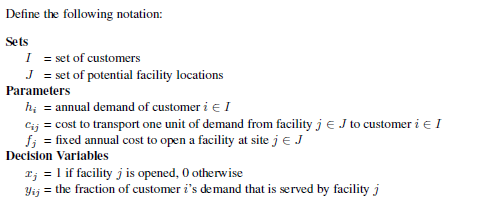 Define the following notation:
Sets
I = set of customers
J = set of potential facility locations
Parameters
hᵢ = annual demand of customer i ∈ I
cᵢⱼ = cost to transport one unit of demand from facility j ∈ J to customer i ∈ I
fⱼ = fixed annual cost to open a facility at site j ∈ J
Decision Variables
xⱼ = 1 if facility j is opened, 0 otherwise
yᵢⱼ = the fraction of customer i’s demand that is served by facility j